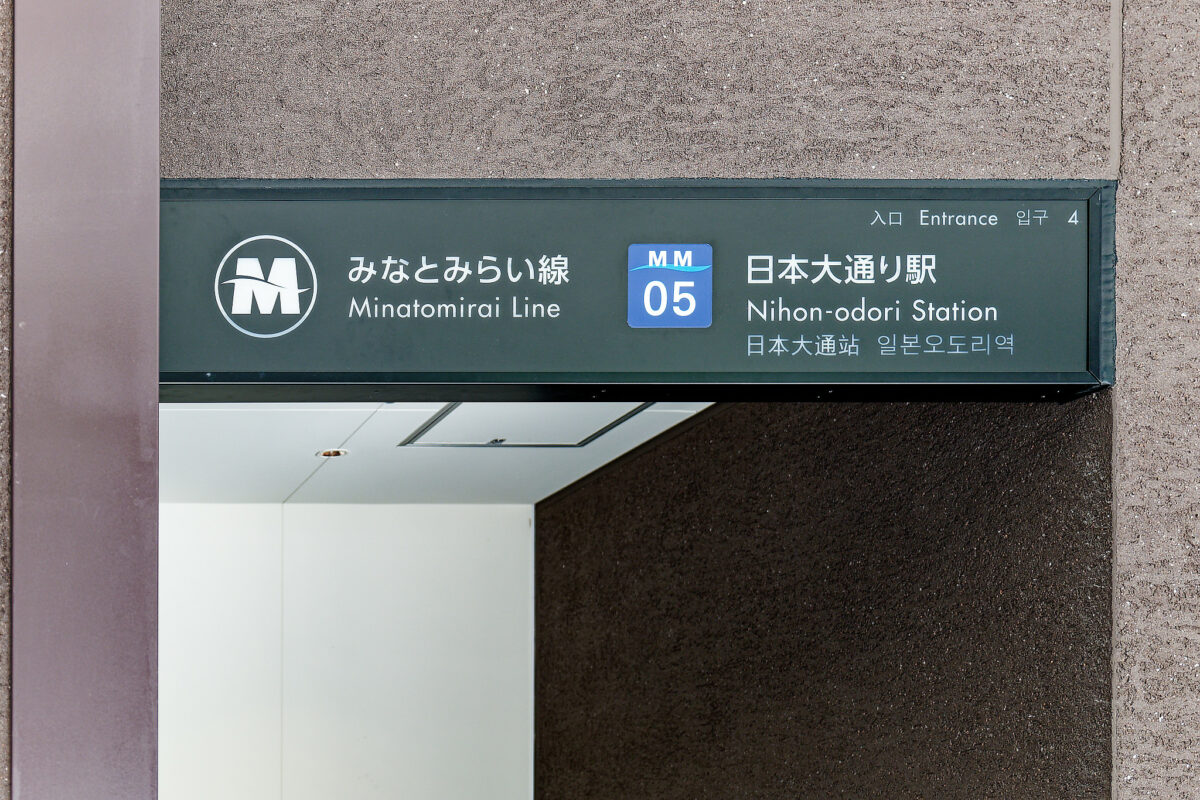 入口 Entrance 입구 4
M
みなとみらい線
Minatomirai Line
MM
05
日本大通り駅
Nihon-odori Station
日本大通站 일본오도리역